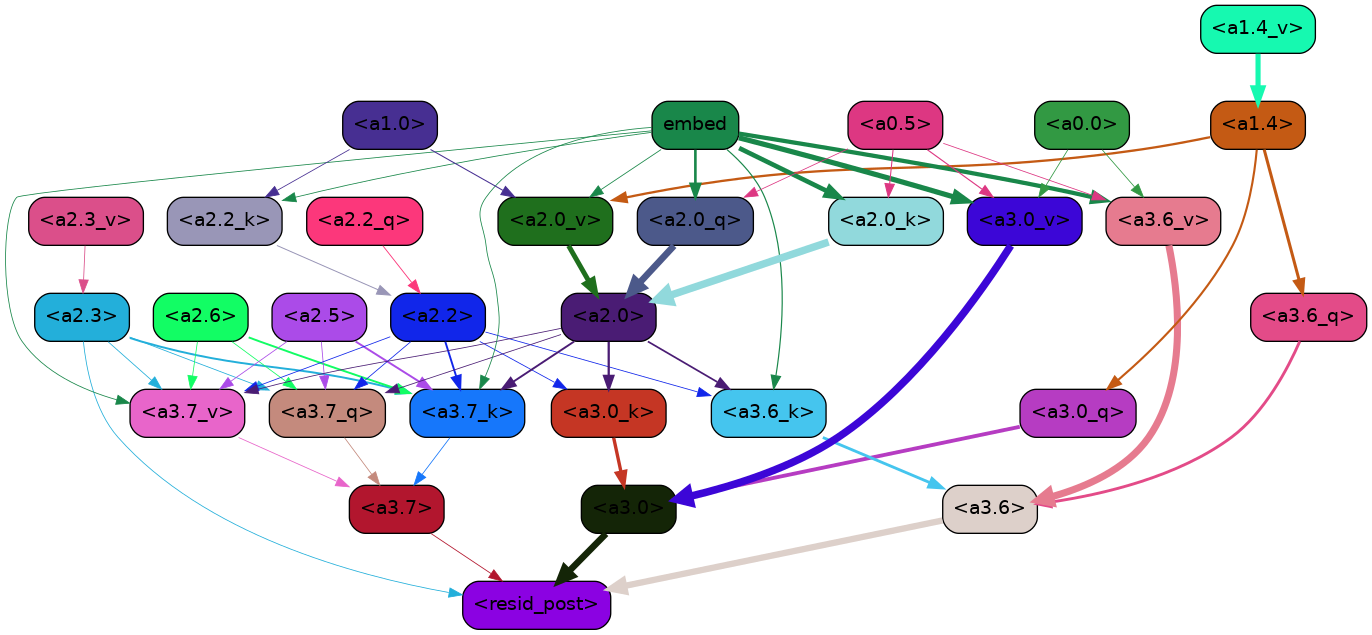 <a1.4_v>
<a1.0>
embed
<a0.5>
<a0.0>
<a1.4>
<a2.3_v>
<a2.2_k>
<a2.2_q>
<a2.0_v>
<a2.0_q>
<a2.0_k>
<a3.0_v>
<a3.6_v>
<a2.3>
<a2.6>
<a2.5>
<a2.2>
<a2.0>
<a3.6_q>
<a3.7_v>
<a3.7_q>
<a3.7_k>
<a3.0_k>
<a3.6_k>
<a3.0_q>
<a3.7>
<a3.0>
<a3.6>
<resid_post>